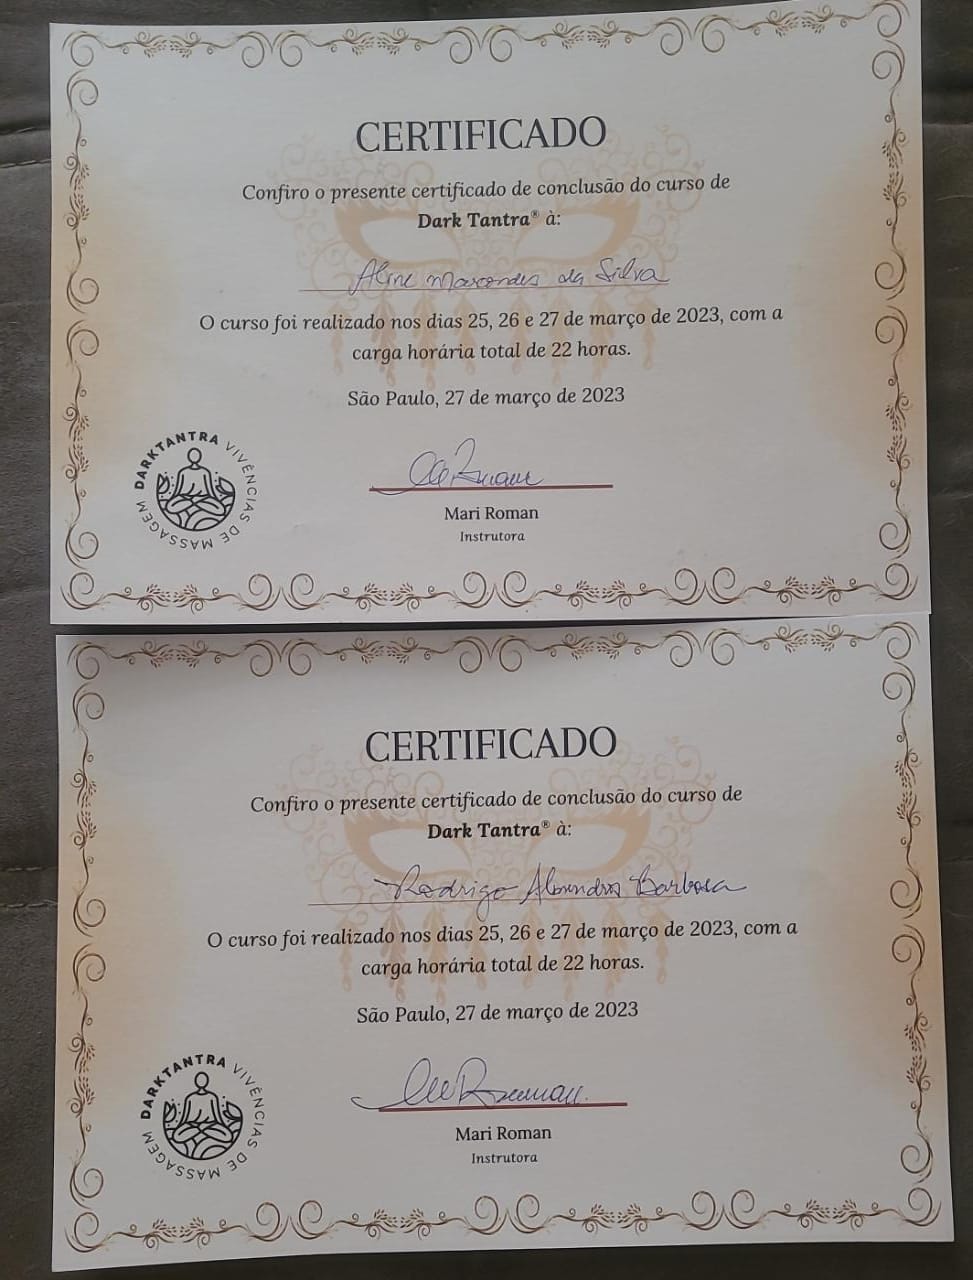 CERTIFICADO
Confiro o presente certificado de conclusão do curso de
Dark Tantra® à:
Aline Marcondes da Silva
O curso foi realizado nos dias 25, 26 e 27 de março de 2023, com a
carga horária total de 22 horas.
São Paulo, 27 de março de 2023
DARKTANTRA VIVÊNCIAS DE MASSAGEM
Mari Roman
Instrutora
CERTIFICADO
Confiro o presente certificado de conclusão do curso de
Dark Tantra® à:
Rodrigo Barbosa
O curso foi realizado nos dias 25, 26 e 27 de março de 2023, com a
carga horária total de 22 horas.
São Paulo, 27 de março de 2023
DARKTANTRA VIVÊNCIAS DE MASSAGEM
Mari Roman
Instrutora